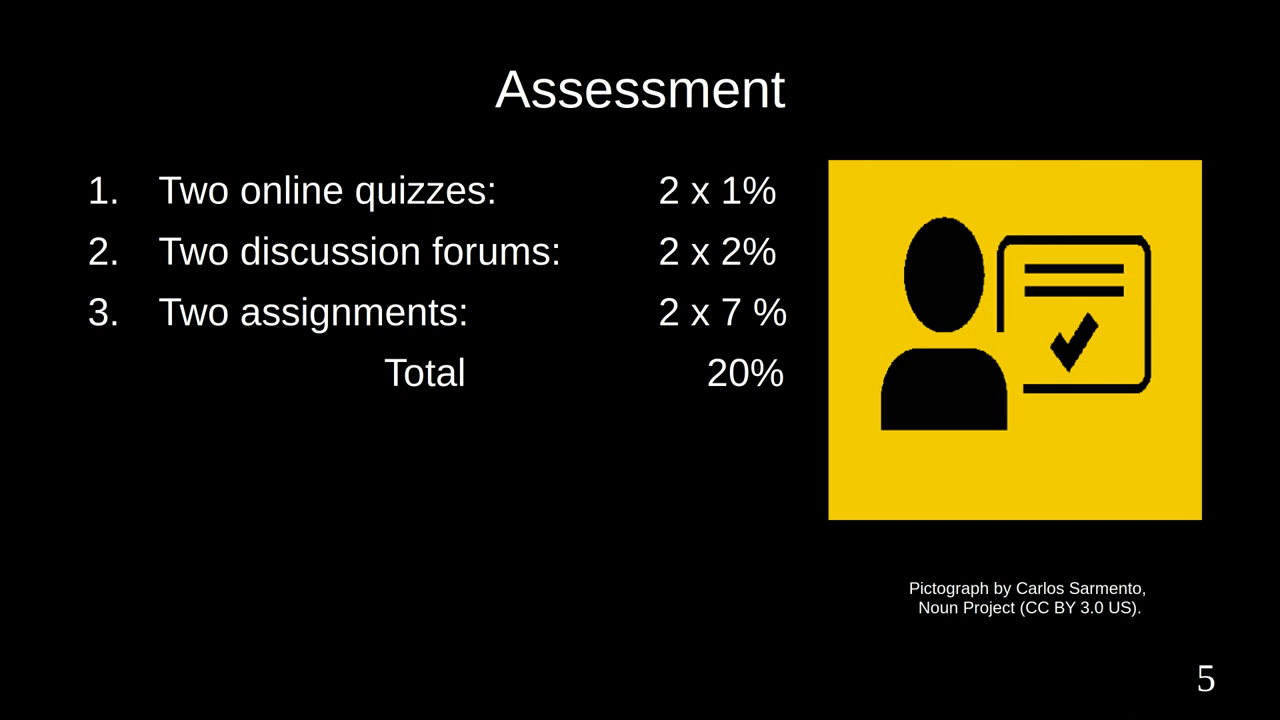 Assessment
1. Two online quizzes: 2 x 1%
2. Two discussion forums: 2 x 2%
3. Two assignments: 2 x 7 %
Total 20%
Pictograph by Carlos Sarmento,
Noun Project (CC BY 3.0 US).
5